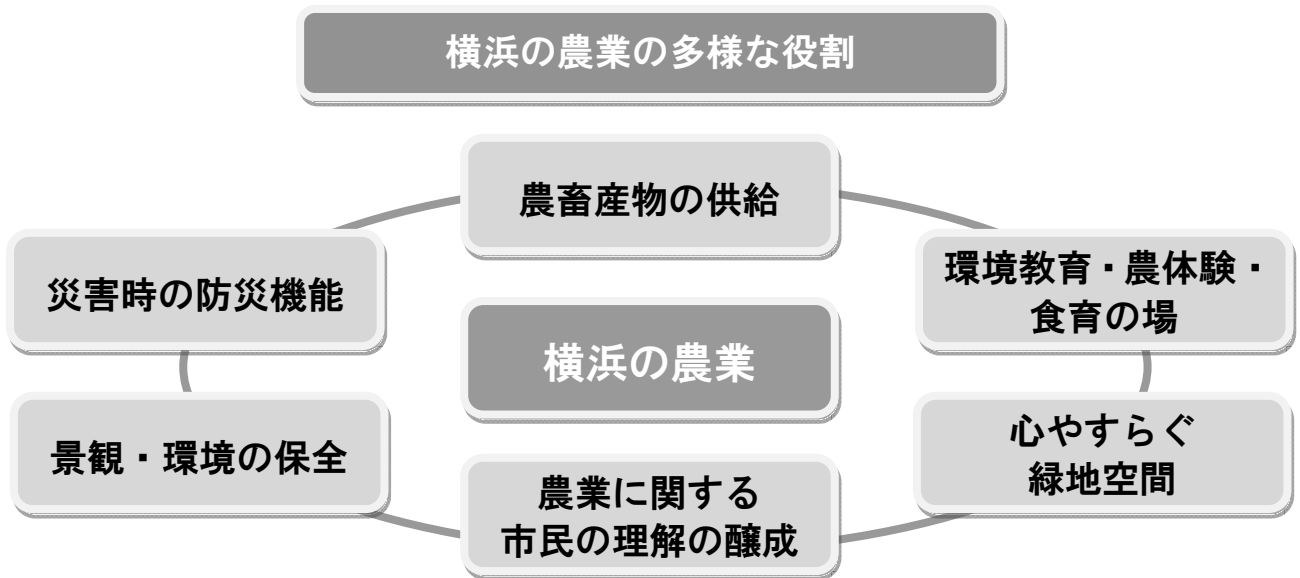 横浜の農業の多様な役割
農畜産物の供給
災害時の防災機能
環境教育・農体験・
食育の場
横浜の農業
景観・環境の保全
心やすらぐ
緑地空間
農業に関する
市民の理解の醸成